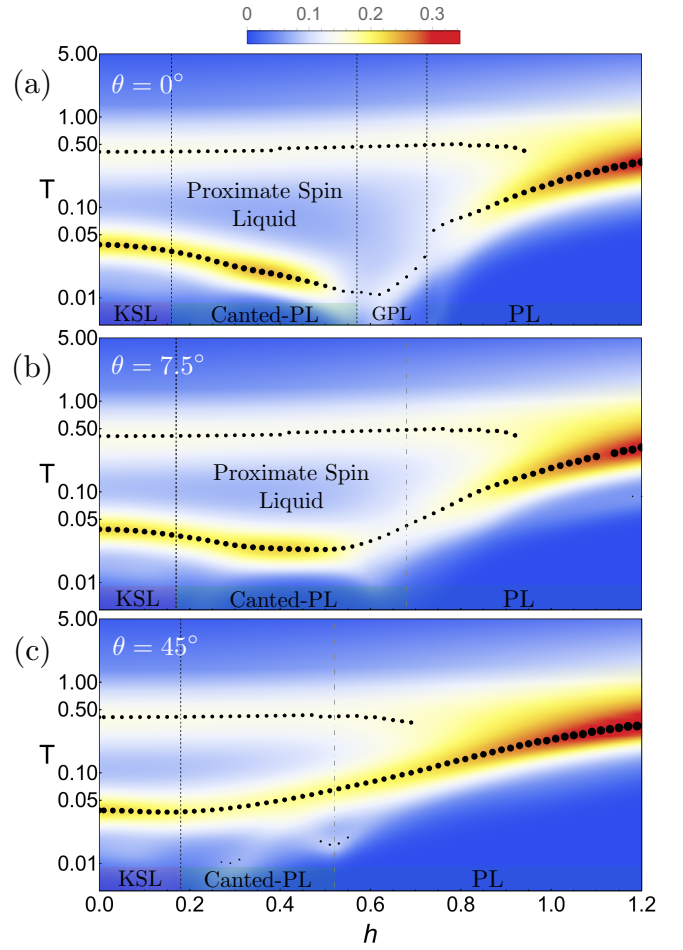 0 0.1 0.2 0.3
(a) θ = 0°
5.00
1.00
0.50
T
0.10
0.05
0.01
Proximate Spin
Liquid
KSL Canted-PL GPL PL
(b) θ = 7.5°
5.00
1.00
0.50
T
0.10
0.05
0.01
Proximate Spin
Liquid
KSL Canted-PL PL
(c) θ = 45°
5.00
1.00
0.50
T
0.10
0.05
0.01
KSL Canted-PL PL
0.0 0.2 0.4 0.6 0.8 1.0 1.2
h